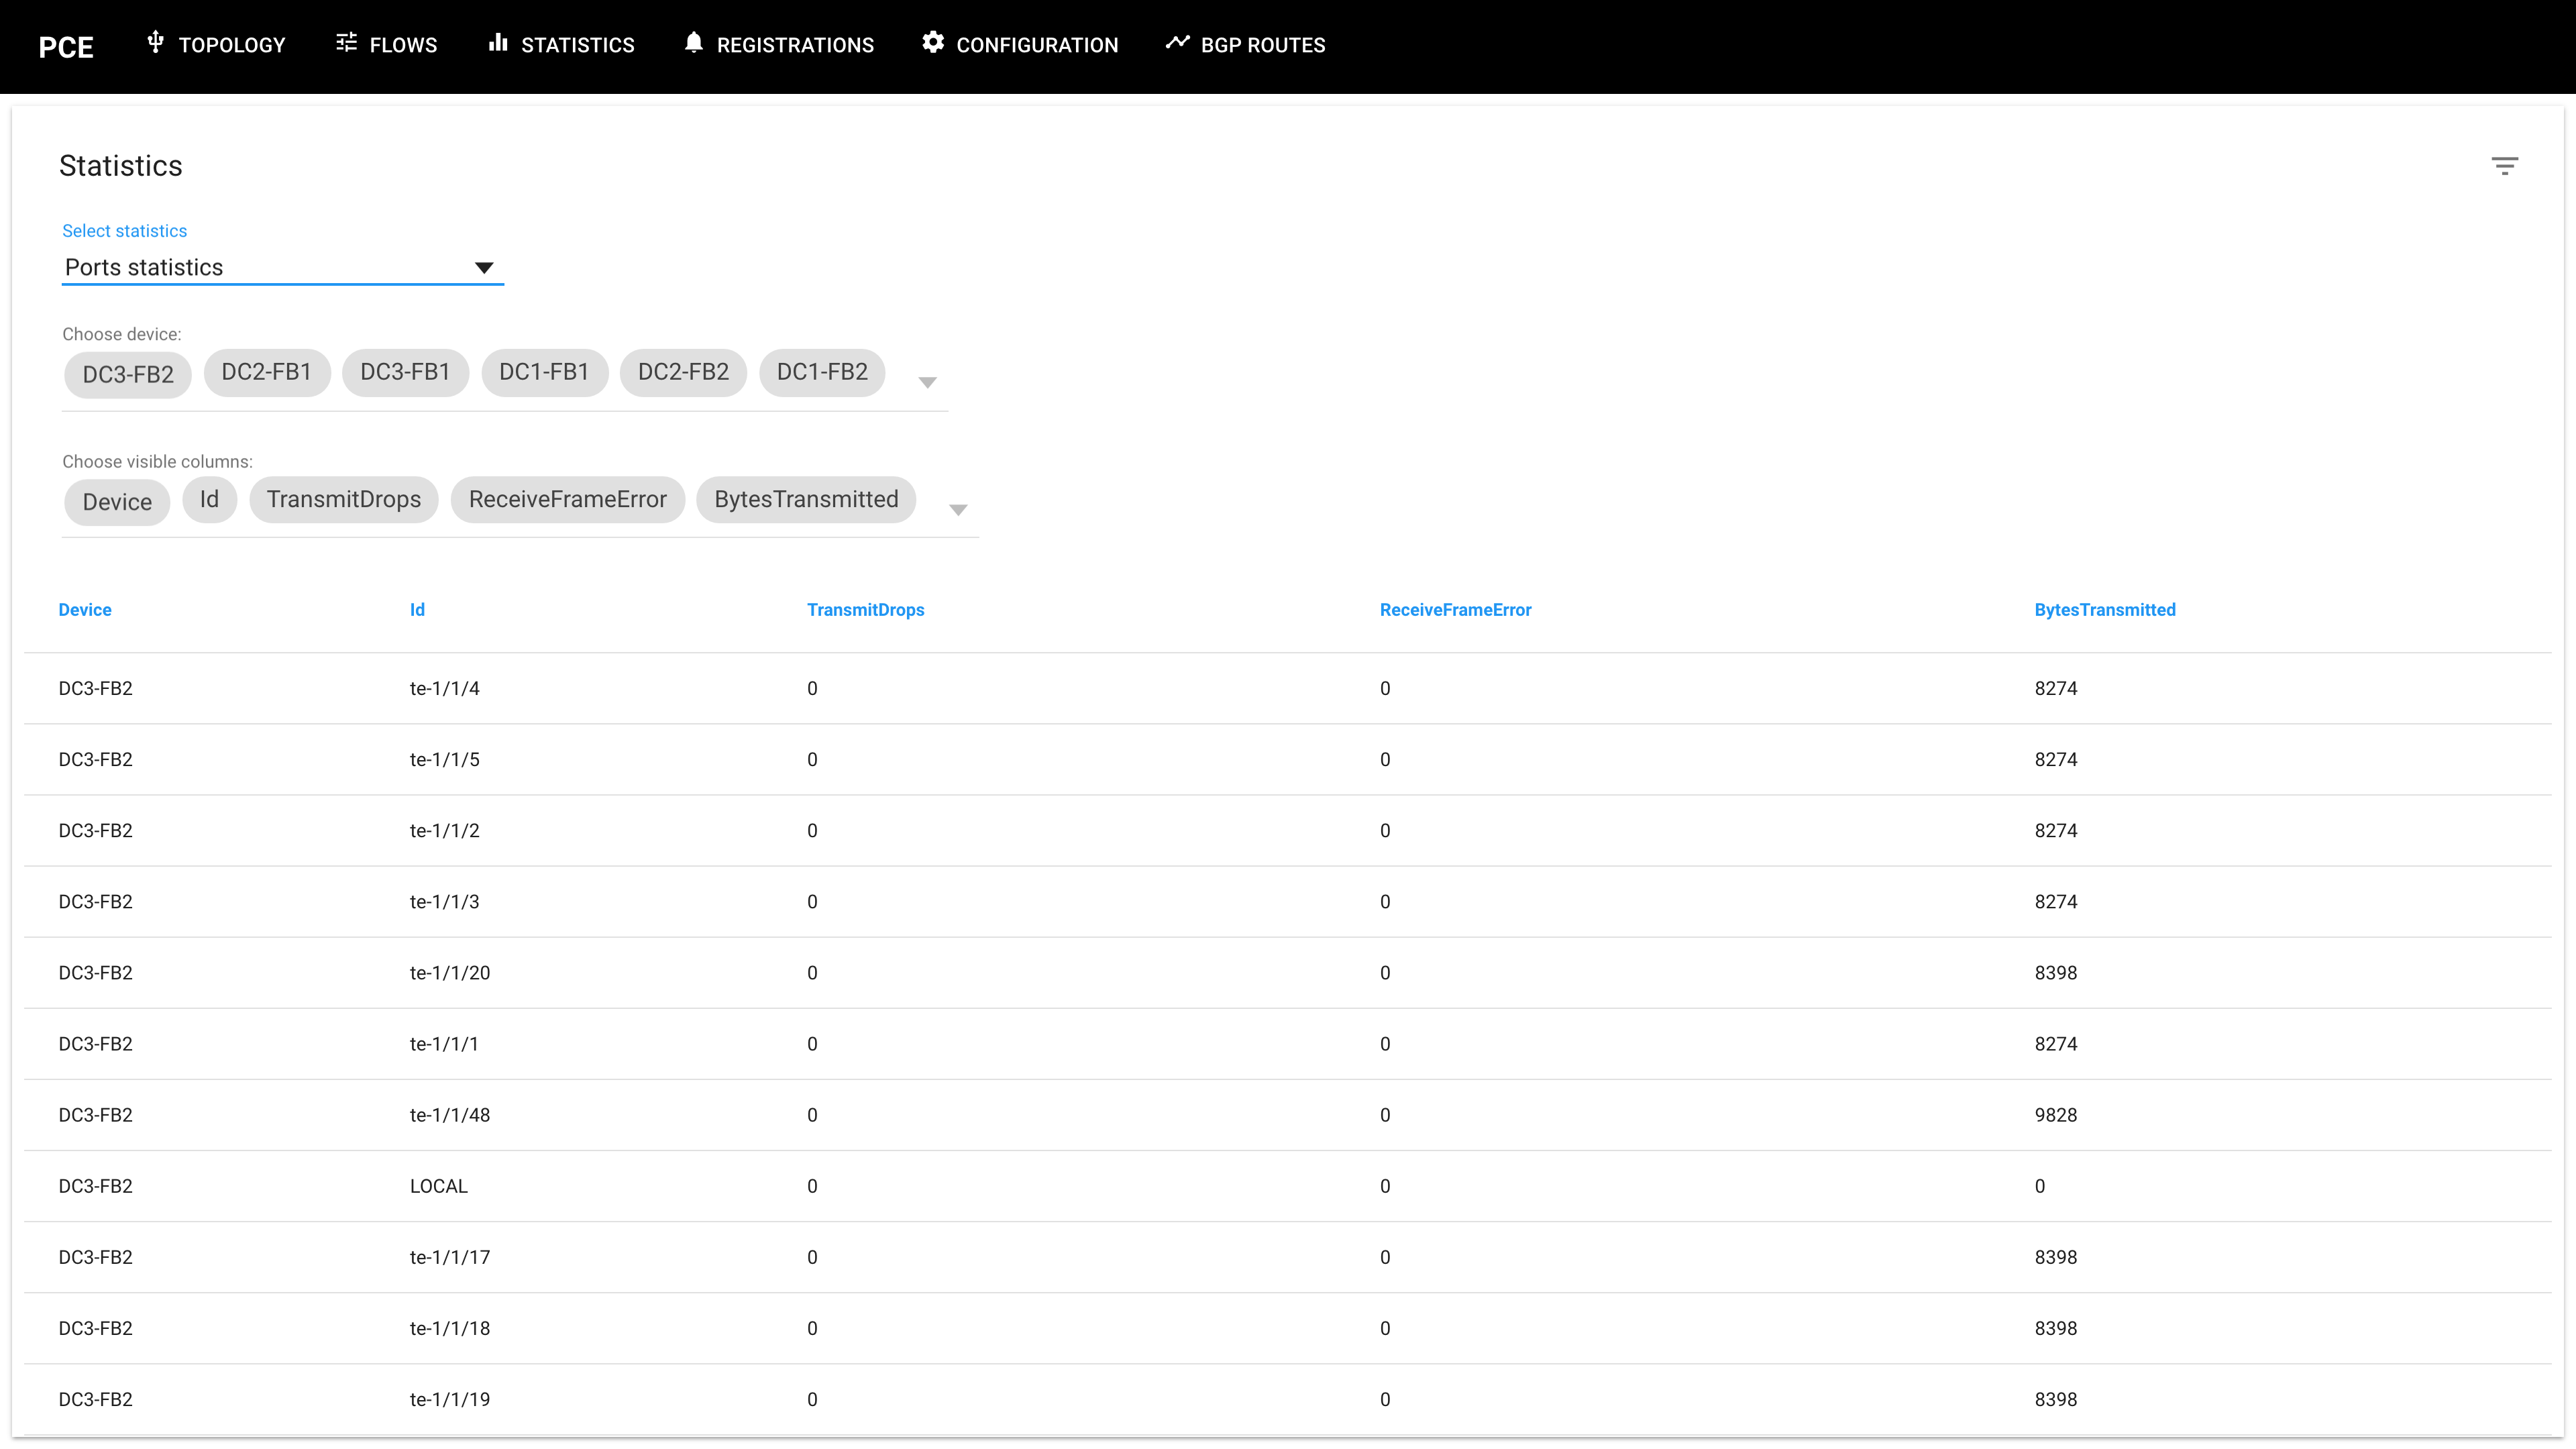 PCE TOPOLOGY FLOWS STATISTICS REGISTRATIONS CONFIGURATION BGP ROUTES
Statistics
Select statistics
Ports statistics
Choose device:
DC3-FB2 DC2-FB1 DC3-FB1 DC1-FB1 DC2-FB2 DC1-FB2
Choose visible columns:
Device Id TransmitDrops ReceiveFrameError BytesTransmitted
Device Id TransmitDrops ReceiveFrameError BytesTransmitted
DC3-FB2 te-1/1/4 0 0 8274
DC3-FB2 te-1/1/5 0 0 8274
DC3-FB2 te-1/1/2 0 0 8274
DC3-FB2 te-1/1/3 0 0 8274
DC3-FB2 te-1/1/20 0 0 8398
DC3-FB2 te-1/1/1 0 0 8274
DC3-FB2 te-1/1/48 0 0 9828
DC3-FB2 LOCAL 0 0 0
DC3-FB2 te-1/1/17 0 0 8398
DC3-FB2 te-1/1/18 0 0 8398
DC3-FB2 te-1/1/19 0 0 8398